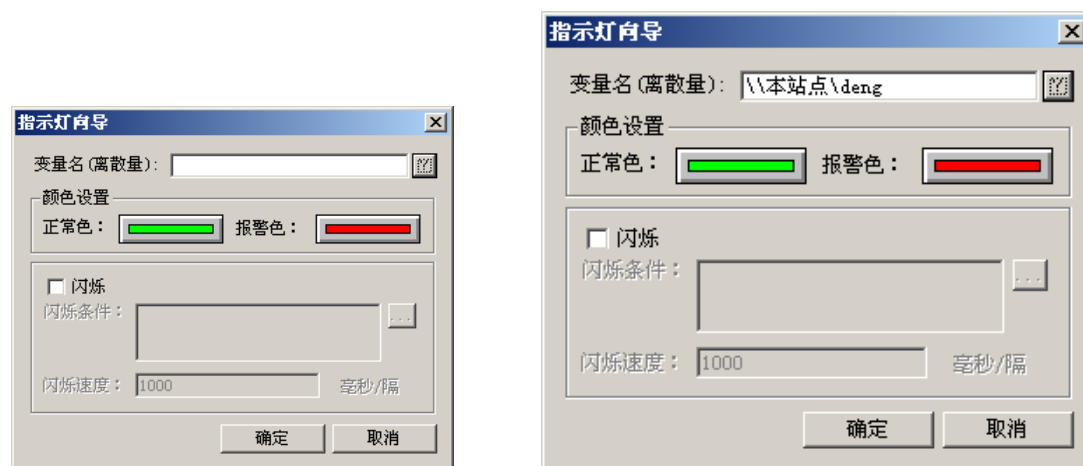 指示灯向导
变量名(离散量):
颜色设置
正常色： 报警色：
闪烁
闪烁条件： ...
闪烁速度： 1000 毫秒/隔
确定 取消
指示灯向导
变量名(离散量): \\本站点\deng
颜色设置
正常色： 报警色：
闪烁
闪烁条件： ...
闪烁速度： 1000 毫秒/隔
确定 取消